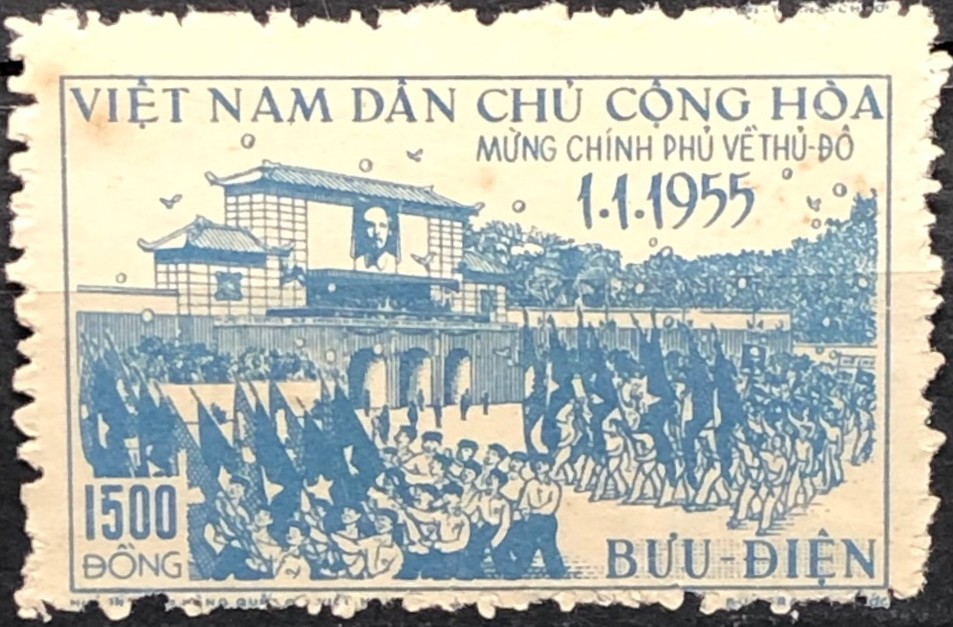 VIỆT NAM DÂN CHỦ CỘNG HÒA
MỪNG CHÍNH PHỦ VỀ THỦ-ĐÔ
1.1.1955
1500
ĐỒNG
BƯU-ĐIỆN